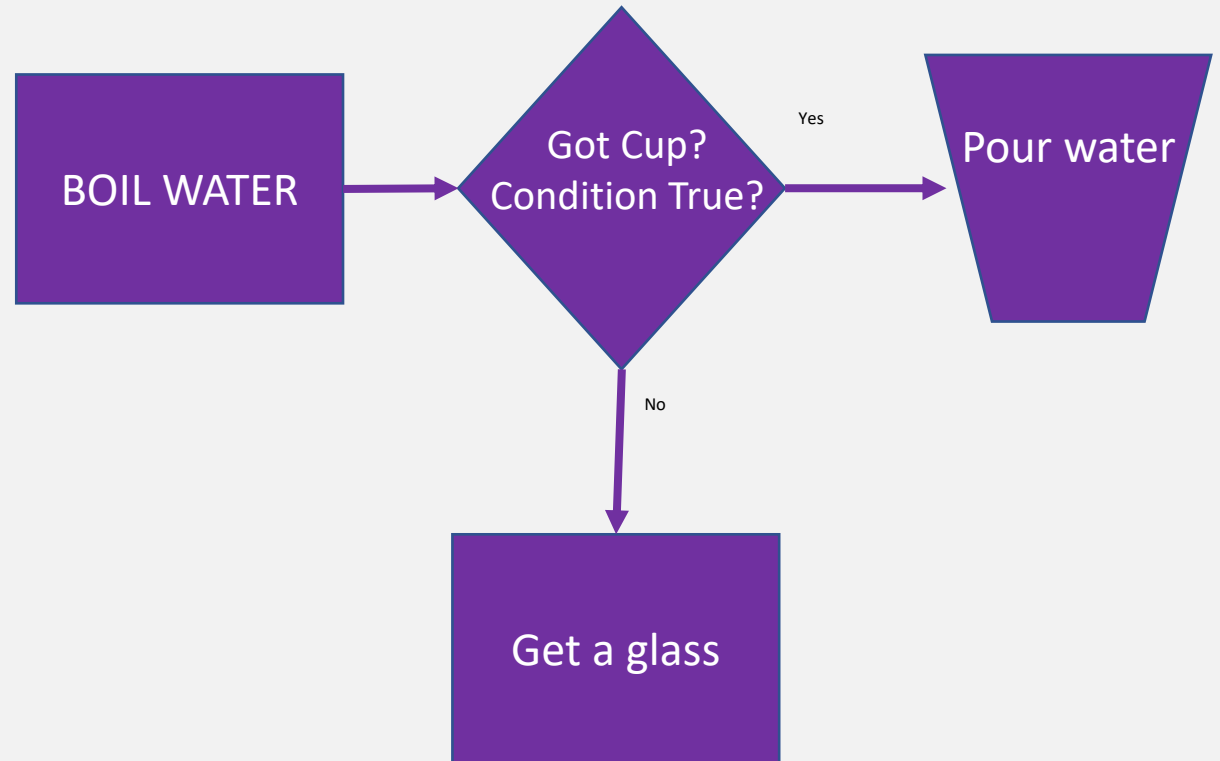 BOIL WATER
Got Cup?
Condition True?
Yes
Pour water
No
Get a glass